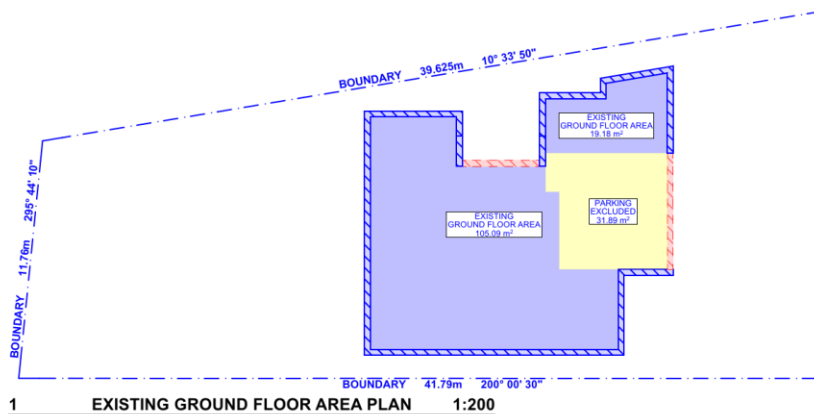 BOUNDARY 39,625m 10° 33' 50"
EXISTING
GROUND FLOOR AREA
19.18 m²
BOUNDARY 11.76m 295° 44' 10"
PARKING
EXCLUDED
31.89 m²
EXISTING
GROUND FLOOR AREA
105.09 m²
BOUNDARY 41.79m 200° 00' 30"
1 EXISTING GROUND FLOOR AREA PLAN 1:200